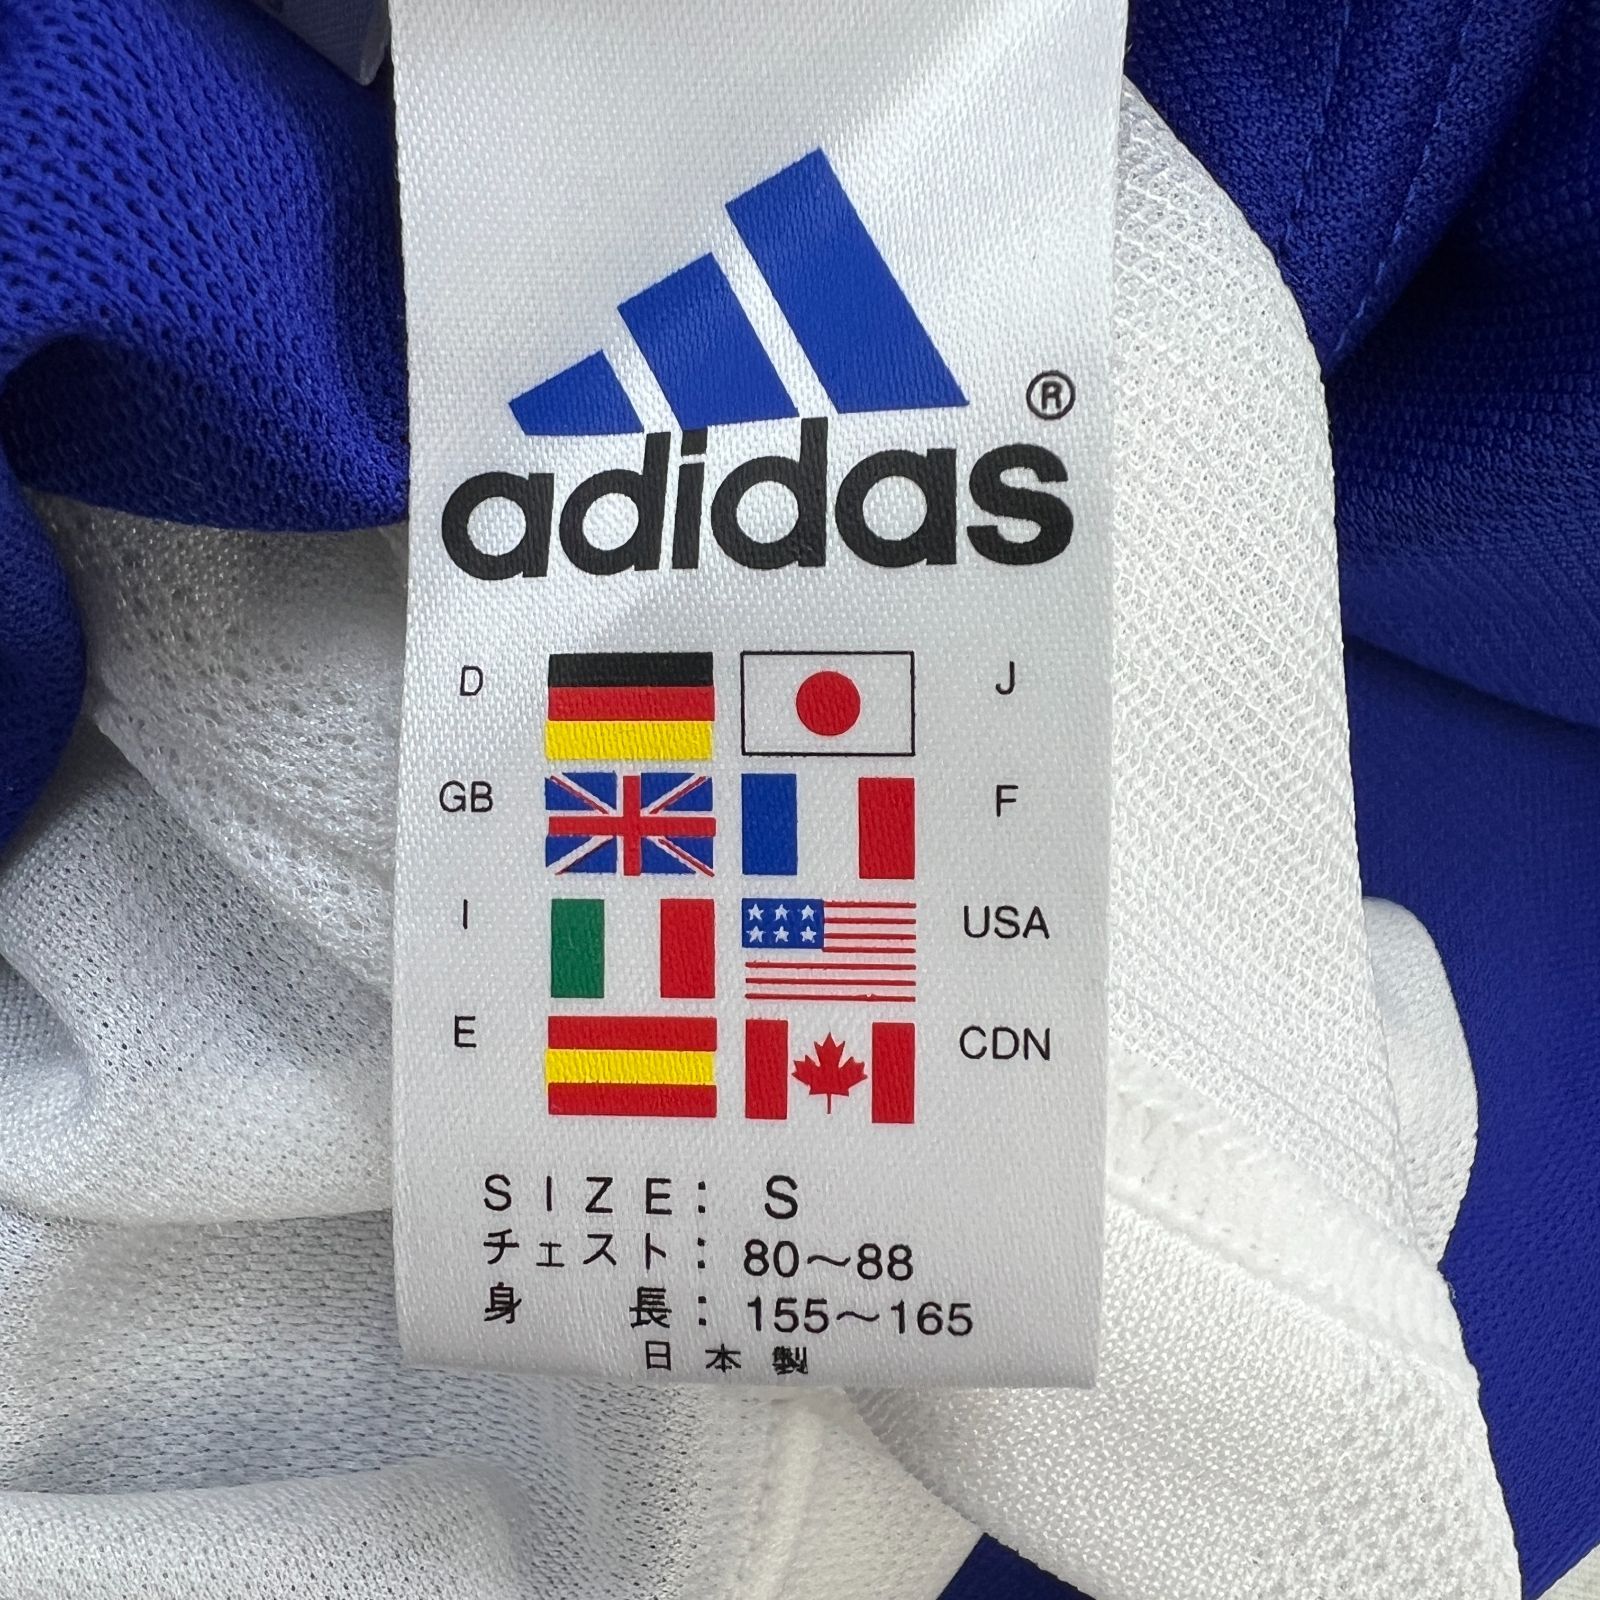 adidas®
D J
GB F
I USA
E CDN
SIZE: S
チェスト: 80～88
身長: 155～165
日本製